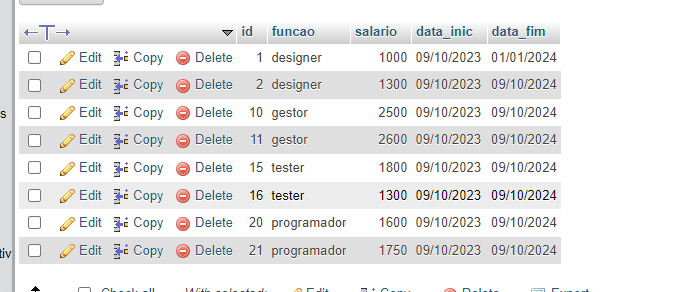 id funcao salario data_inic data_fim
Edit Copy Delete 1 designer 1000 09/10/2023 01/01/2024
Edit Copy Delete 2 designer 1300 09/10/2023 09/10/2024
Edit Copy Delete 10 gestor 2500 09/10/2023 09/10/2024
s
Edit Copy Delete 11 gestor 2600 09/10/2023 09/10/2024
Edit Copy Delete 15 tester 1800 09/10/2023 09/10/2024
Edit Copy Delete 16 tester 1300 09/10/2023 09/10/2024
Edit Copy Delete 20 programador 1600 09/10/2023 09/10/2024
tiv Edit Copy Delete 21 programador 1750 09/10/2023 09/10/2024
Check all With selected: Edit Copy Delete Export